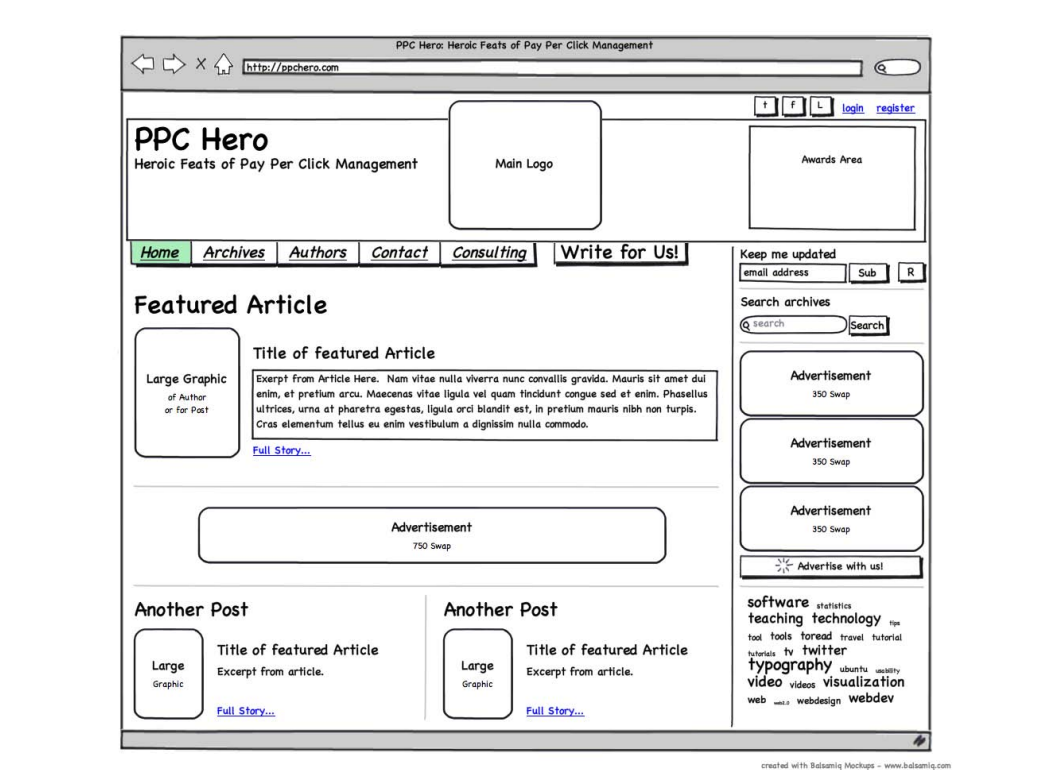 PPC Hero: Heroic Feats of Pay Per Click Management
X
http://ppchero.com
t f L login register
PPC Hero
Heroic Feats of Pay Per Click Management
Main Logo
Awards Area
Home Archives Authors Contact Consulting Write for Us!
Keep me updated
email address Sub R
Search archives
search Search
Featured Article
Large Graphic
of Author
or for Post
Title of featured Article
Exerpt from Article Here. Nam vitae nulla viverra nunc convallis gravida. Mauris sit amet dui
enim, et pretium arcu. Maecenas vitae ligula vel quam tincidunt congue sed et enim. Phasellus
ultrices, urna at pharetra egestas, ligula orci blandit est, in pretium mauris nibh non turpis.
Cras elementum tellus eu enim vestibulum a dignissim nulla commodo.
Full Story...
Advertisement
350 Swap
Advertisement
350 Swap
Advertisement
350 Swap
Advertise with us!
Advertisement
750 Swap
Another Post
Large
Graphic
Title of featured Article
Excerpt from article.
Full Story...
Another Post
Large
Graphic
Title of featured Article
Excerpt from article.
Full Story...
software statistics
teaching technology tips
tool tools toread travel tutorial
tutorials tv twitter
typography ubuntu usability
video videos visualization
web web2.0 webdesign webdev
created with Balsamiq Mockups - www.balsamiq.com